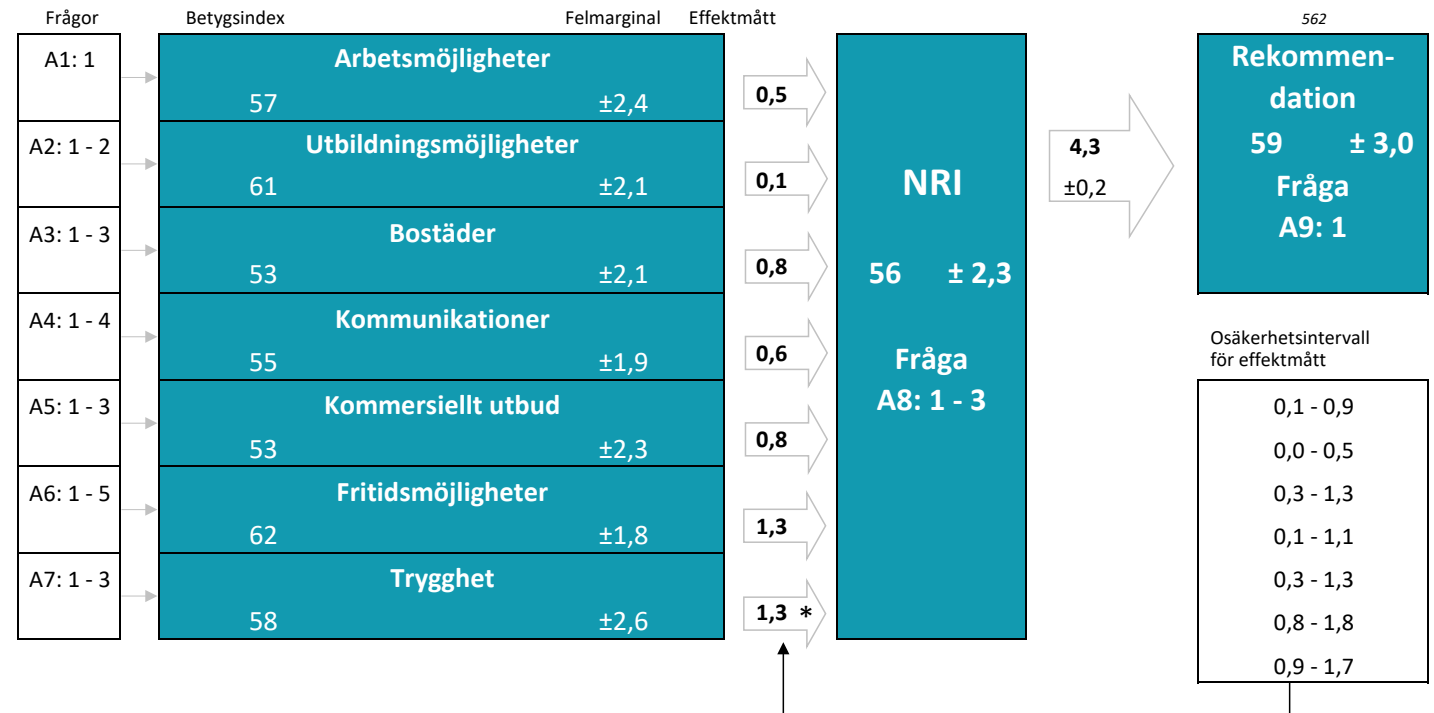 Frågor Betygsindex Felmarginal Effektmått 562
A1: 1
Arbetsmöjligheter
57 ±2,4
0,5
A2: 1 - 2
Utbildningsmöjligheter
61 ±2,1
0,1
A3: 1 - 3
Bostäder
53 ±2,1
0,8
A4: 1 - 4
Kommunikationer
55 ±1,9
0,6
A5: 1 - 3
Kommersiellt utbud
53 ±2,3
0,8
A6: 1 - 5
Fritidsmöjligheter
62 ±1,8
1,3
A7: 1 - 3
Trygghet
58 ±2,6
1,3 *
NRI
56 ± 2,3
Fråga
A8: 1 - 3
4,3
±0,2
Rekommen-
dation
59 ± 3,0
Fråga
A9: 1
Osäkerhetsintervall
för effektmått
0,1 - 0,9
0,0 - 0,5
0,3 - 1,3
0,1 - 1,1
0,3 - 1,3
0,8 - 1,8
0,9 - 1,7